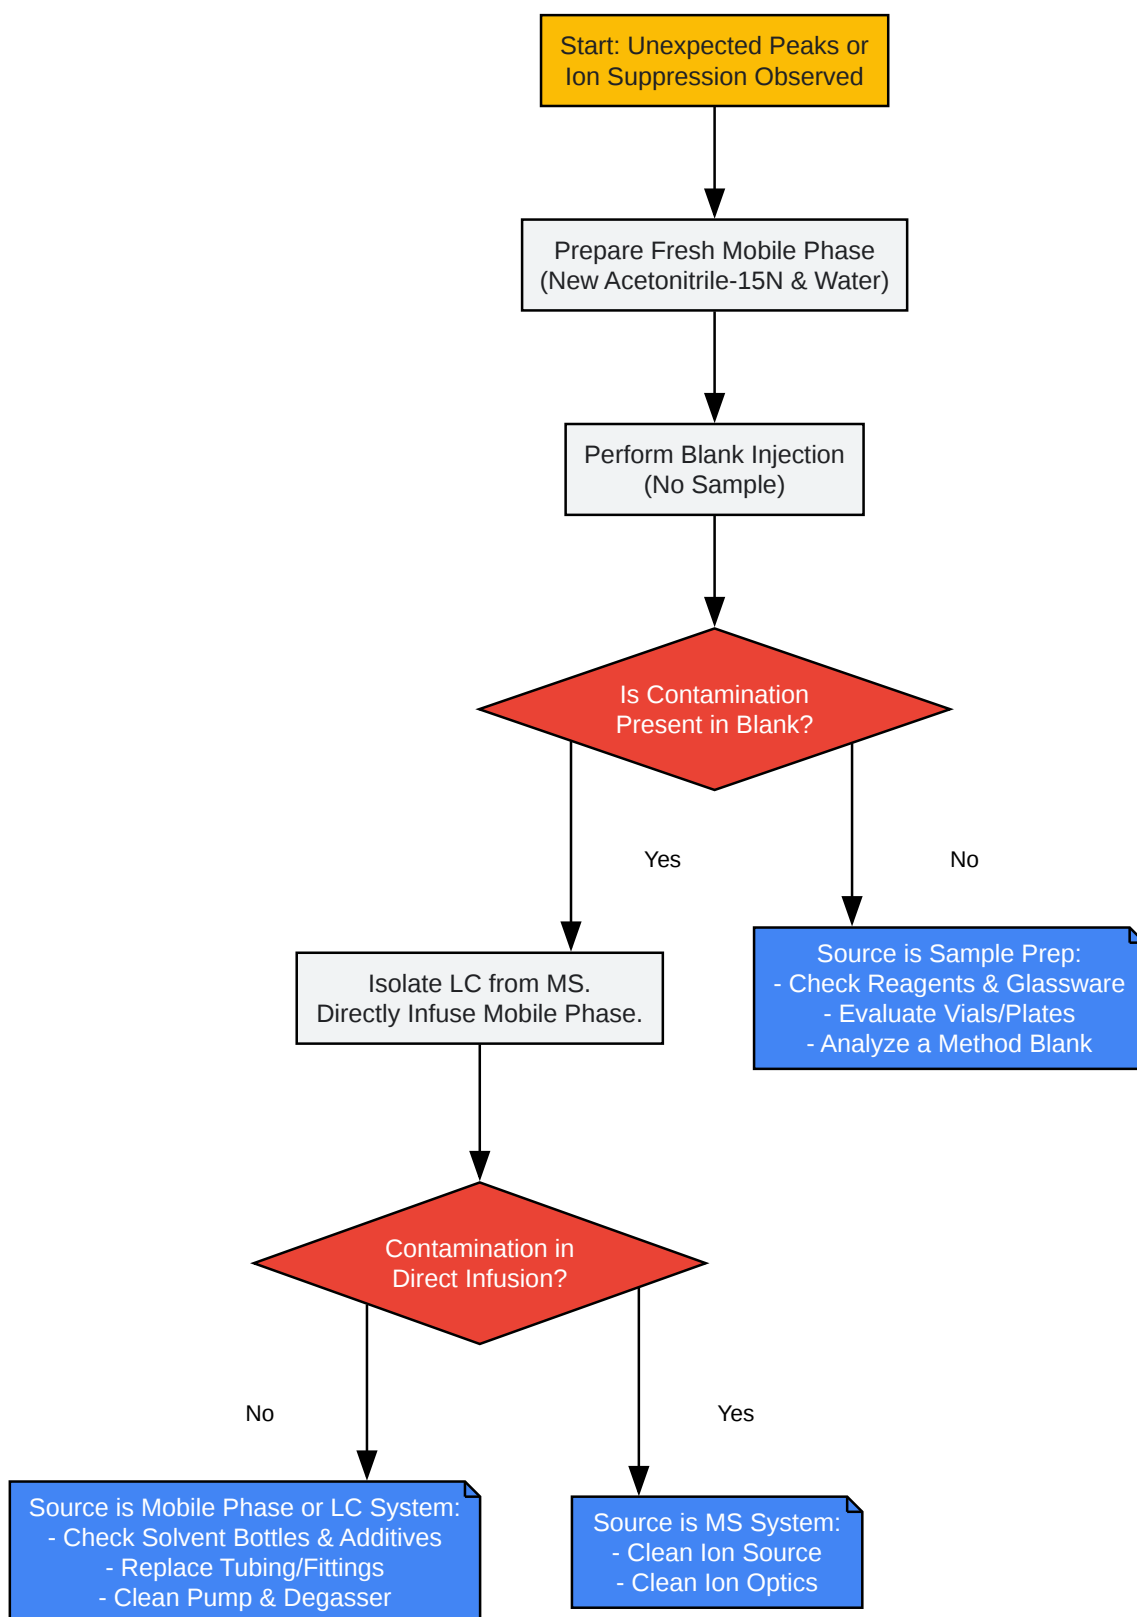 Start: Unexpected Peaks or
Ion Suppression Observed
Prepare Fresh Mobile Phase
(New Acetonitrile-15N & Water)
Perform Blank Injection
(No Sample)
Is Contamination
Present in Blank?
Yes
No
Source is Sample Prep:
- Check Reagents & Glassware
- Evaluate Vials/Plates
- Analyze a Method Blank
Isolate LC from MS.
Directly Infuse Mobile Phase.
Contamination in
Direct Infusion?
No
Yes
Source is Mobile Phase or LC System:
- Check Solvent Bottles & Additives
- Replace Tubing/Fittings
- Clean Pump & Degasser
Source is MS System:
- Clean Ion Source
- Clean Ion Optics